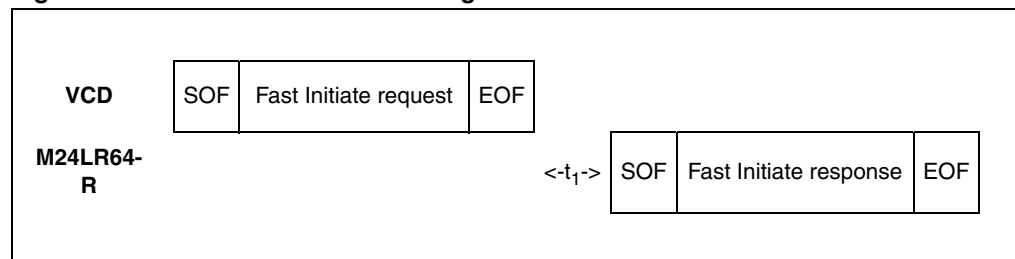 VCD SOF Fast Initiate request EOF
M24LR64-
R
<-t1-> SOF Fast Initiate response EOF